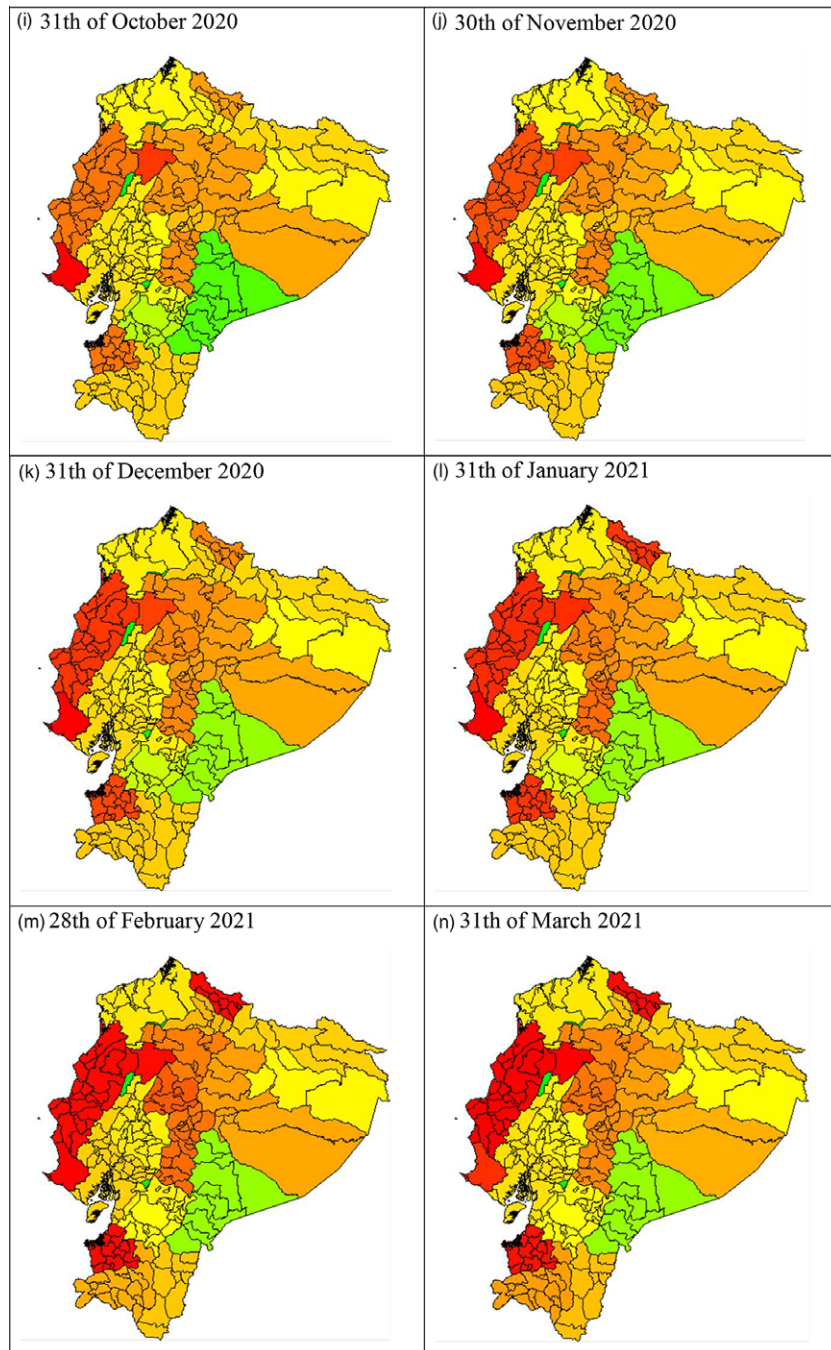 (i) 31th of October 2020
(j) 30th of November 2020
(k) 31th of December 2020
(l) 31th of January 2021
(m) 28th of February 2021
(n) 31th of March 2021